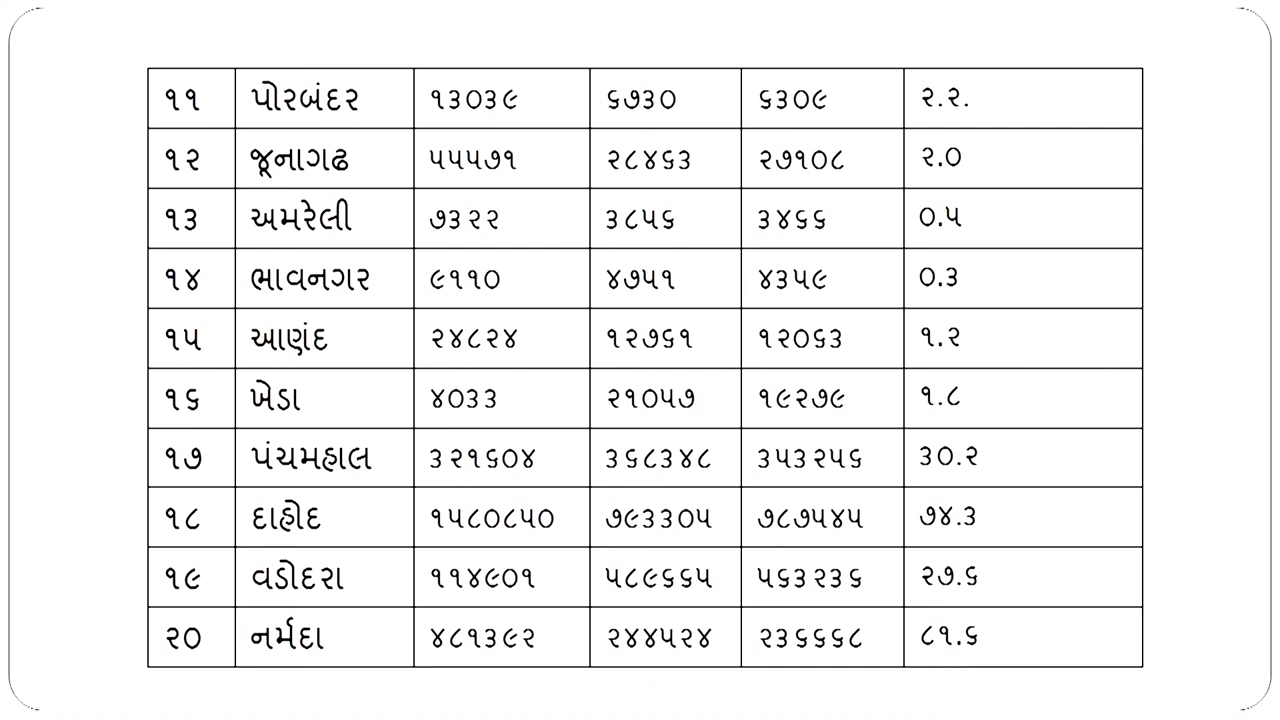 ૧૧ પોરબંદર ૧૩૦૩૯ ૬૭૩૦ ૬૩૦૯ ૨.૨.
૧૨ જૂનાગઢ ૫૫૫૭૧ ૨૮૪૬૩ ૨૭૧૦૮ ૨.૦
૧૩ અમરેલી ૭૩૨૨ ૩૮૫૬ ૩૪૬૬ ૦.૫
૧૪ ભાવનગર ૯૧૧૦ ૪૭૫૧ ૪૩૫૯ ૦.૩
૧૫ આણંદ ૨૪૮૨૪ ૧૨૭૬૧ ૧૨૦૬૩ ૧.૨
૧૬ ખેડા ૪૦૩૩ ૨૧૦૫૭ ૧૯૨૭૯ ૧.૮
૧૭ પંચમહાલ ૩૨૧૬૦૪ ૩૬૮૩૪૮ ૩૫૩૨૫૬ ૩૦.૨
૧૮ દાહોદ ૧૫૮૦૮૫૦ ૭૯૩૩૦૫ ૭૮૭૫૪૫ ૭૪.૩
૧૯ વડોદરા ૧૧૪૯૦૧ ૫૮૯૬૬૫ ૫૬૩૨૩૬ ૨૭.૬
૨૦ નર્મદા ૪૮૧૩૯૨ ૨૪૪૫૨૪ ૨૩૬૬૬૮ ૮૧.૬